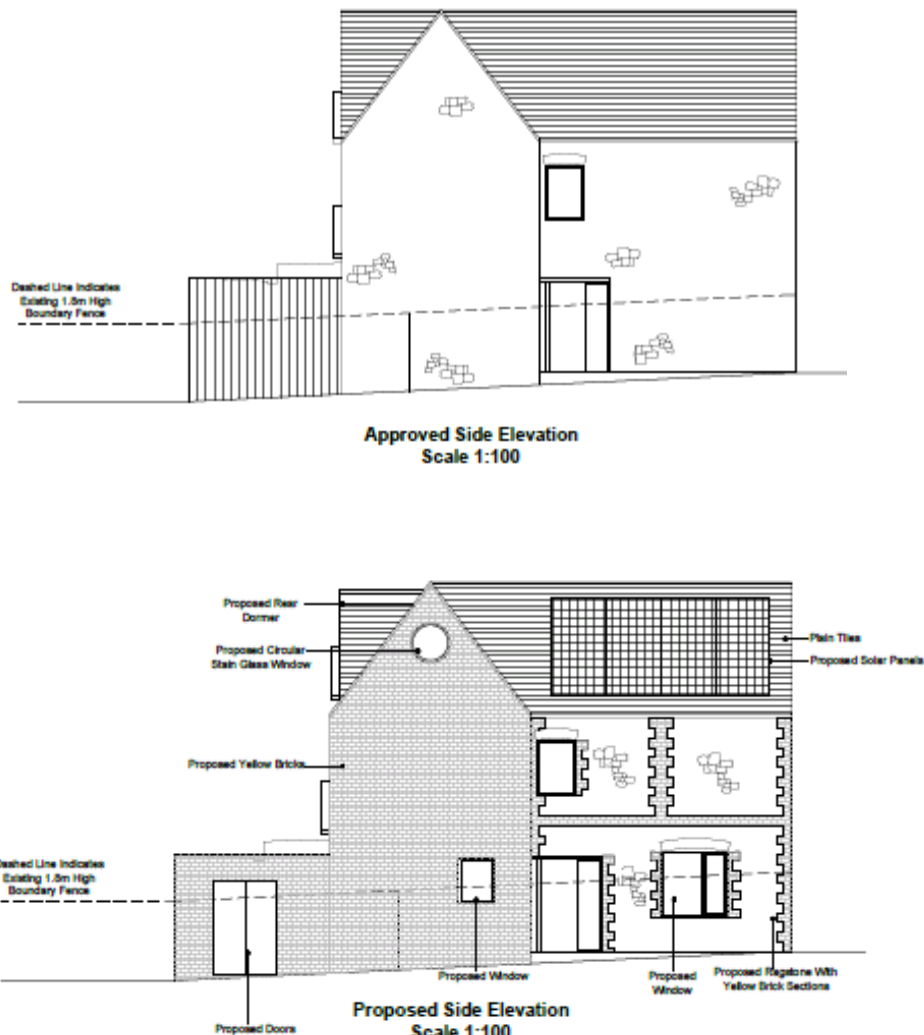 Dashed Line Indicates
Existing 1.8m High
Boundary Fence
Approved Side Elevation
Scale 1:100
Proposed Rear
Dormer
Proposed Circular
Stain Glass Window
Plain Tiles
Proposed Solar Panels
Proposed Yellow Bricks
Dashed Line Indicates
Existing 1.8m High
Boundary Fence
Proposed Window
Proposed
Window
Proposed Ragstone With
Yellow Brick Sections
Proposed Doors
Proposed Side Elevation
Scale 1:100